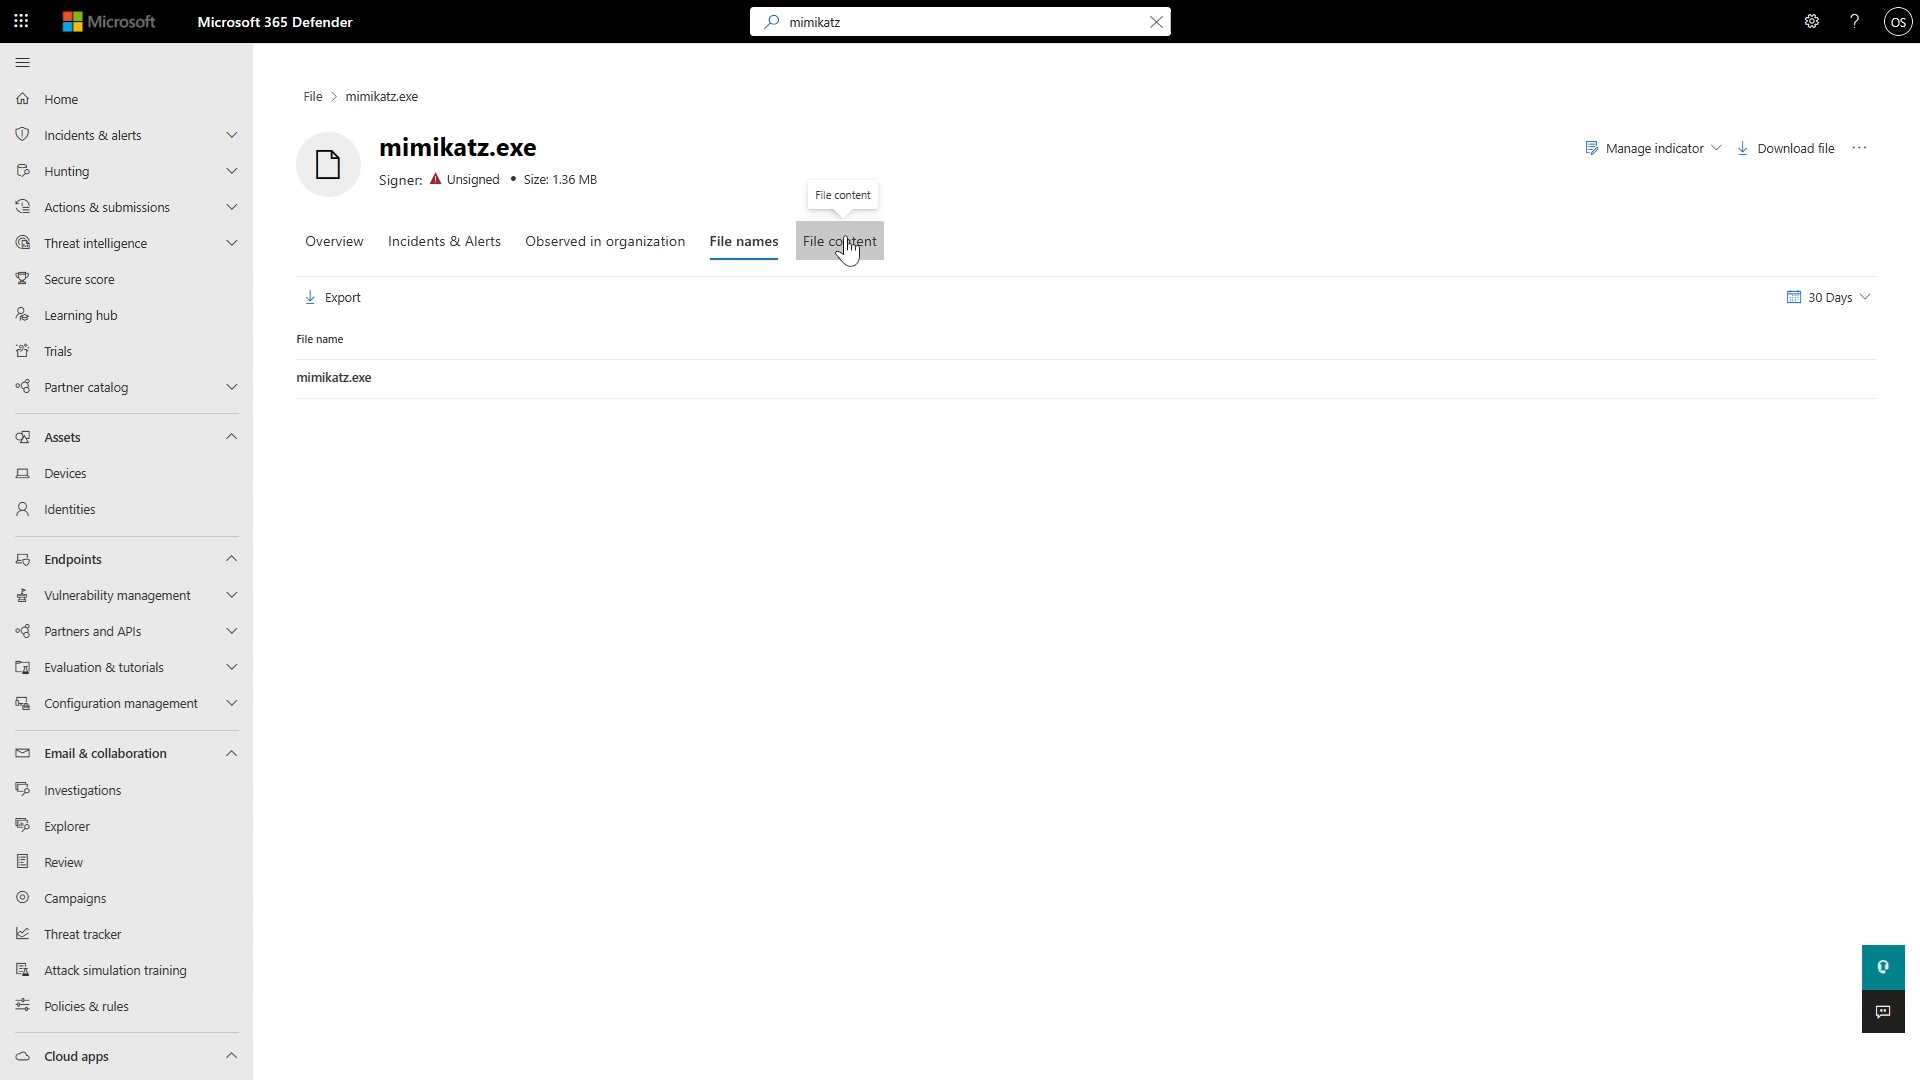 Microsoft Microsoft 365 Defender mimikatz ? OS
Home
Incidents & alerts
Hunting
Actions & submissions
Threat intelligence
Secure score
Learning hub
Trials
Partner catalog
Assets
Devices
Identities
Endpoints
Vulnerability management
Partners and APIs
Evaluation & tutorials
Configuration management
Email & collaboration
Investigations
Explorer
Review
Campaigns
Threat tracker
Attack simulation training
Policies & rules
Cloud apps
File > mimikatz.exe
mimikatz.exe
Signer: Unsigned • Size: 1.36 MB
Manage indicator Download file ...
File content
Overview Incidents & Alerts Observed in organization File names File content
Export 30 Days
File name
mimikatz.exe